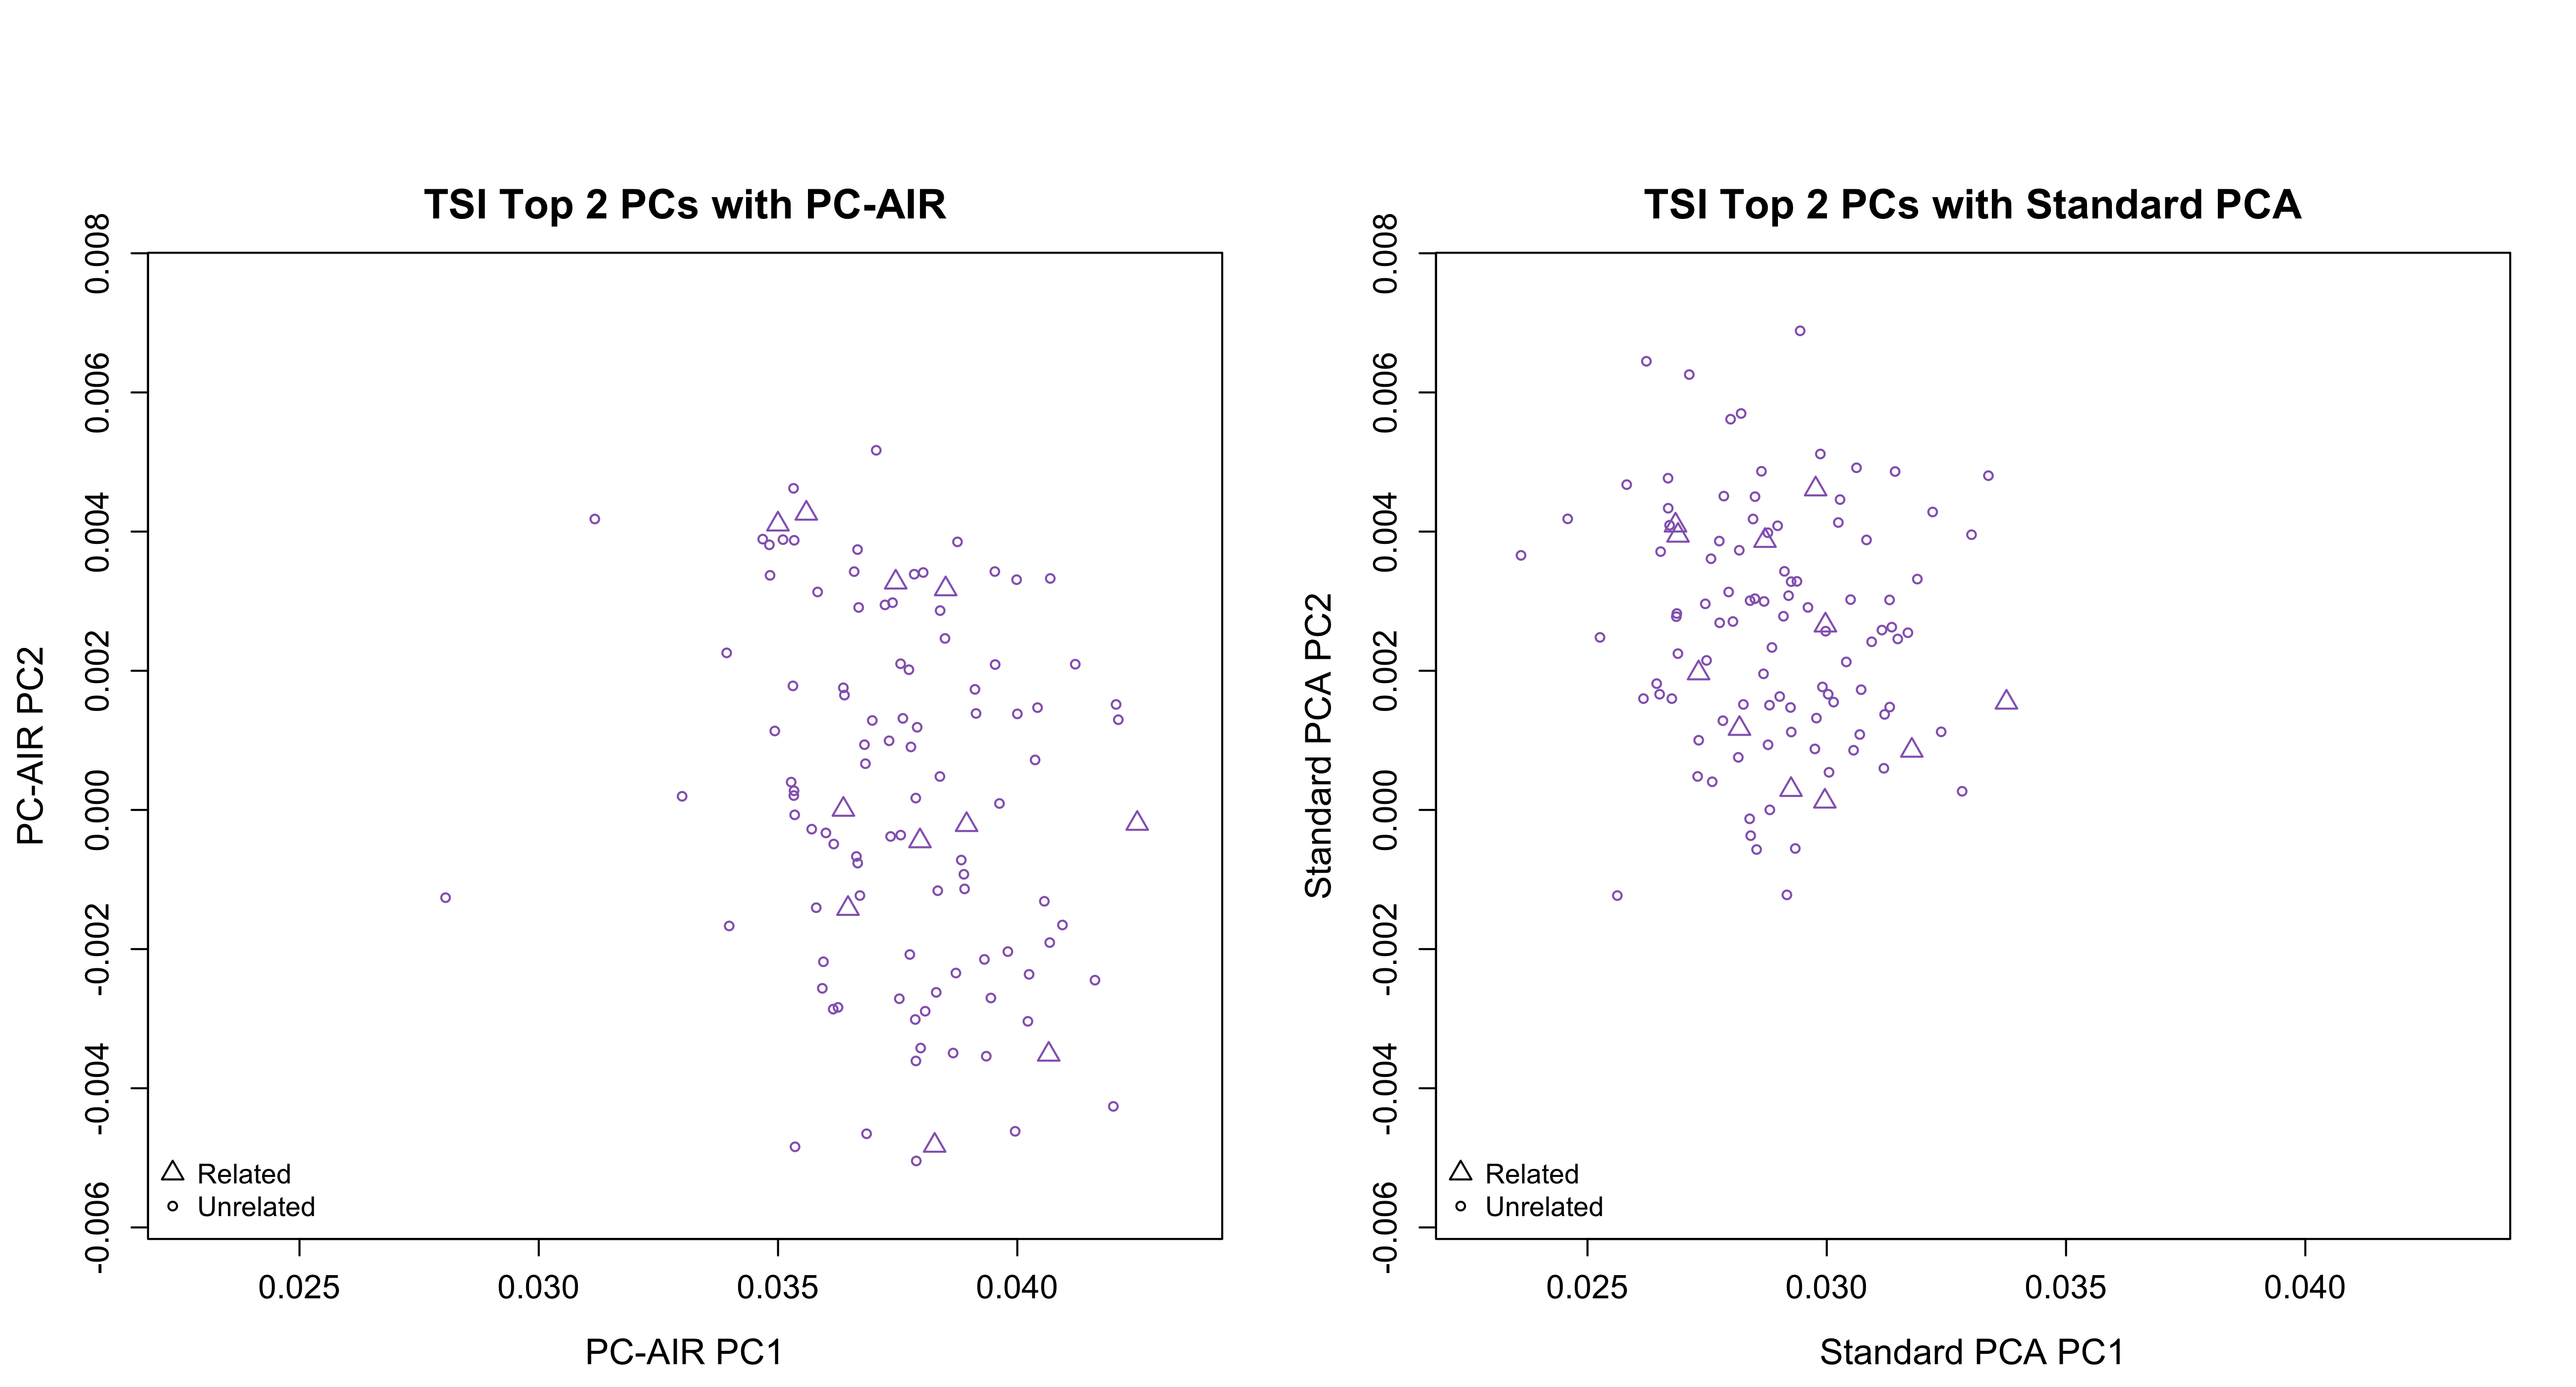 TSI Top 2 PCs with PC-AIR
PC-AIR PC2
0.008
0.006
0.004
0.002
0.000
-0.002
-0.004
-0.006
Related
Unrelated
0.025 0.030 0.035 0.040
PC-AIR PC1
TSI Top 2 PCs with Standard PCA
Standard PCA PC2
0.008
0.006
0.004
0.002
0.000
-0.002
-0.004
-0.006
Related
Unrelated
0.025 0.030 0.035 0.040
Standard PCA PC1